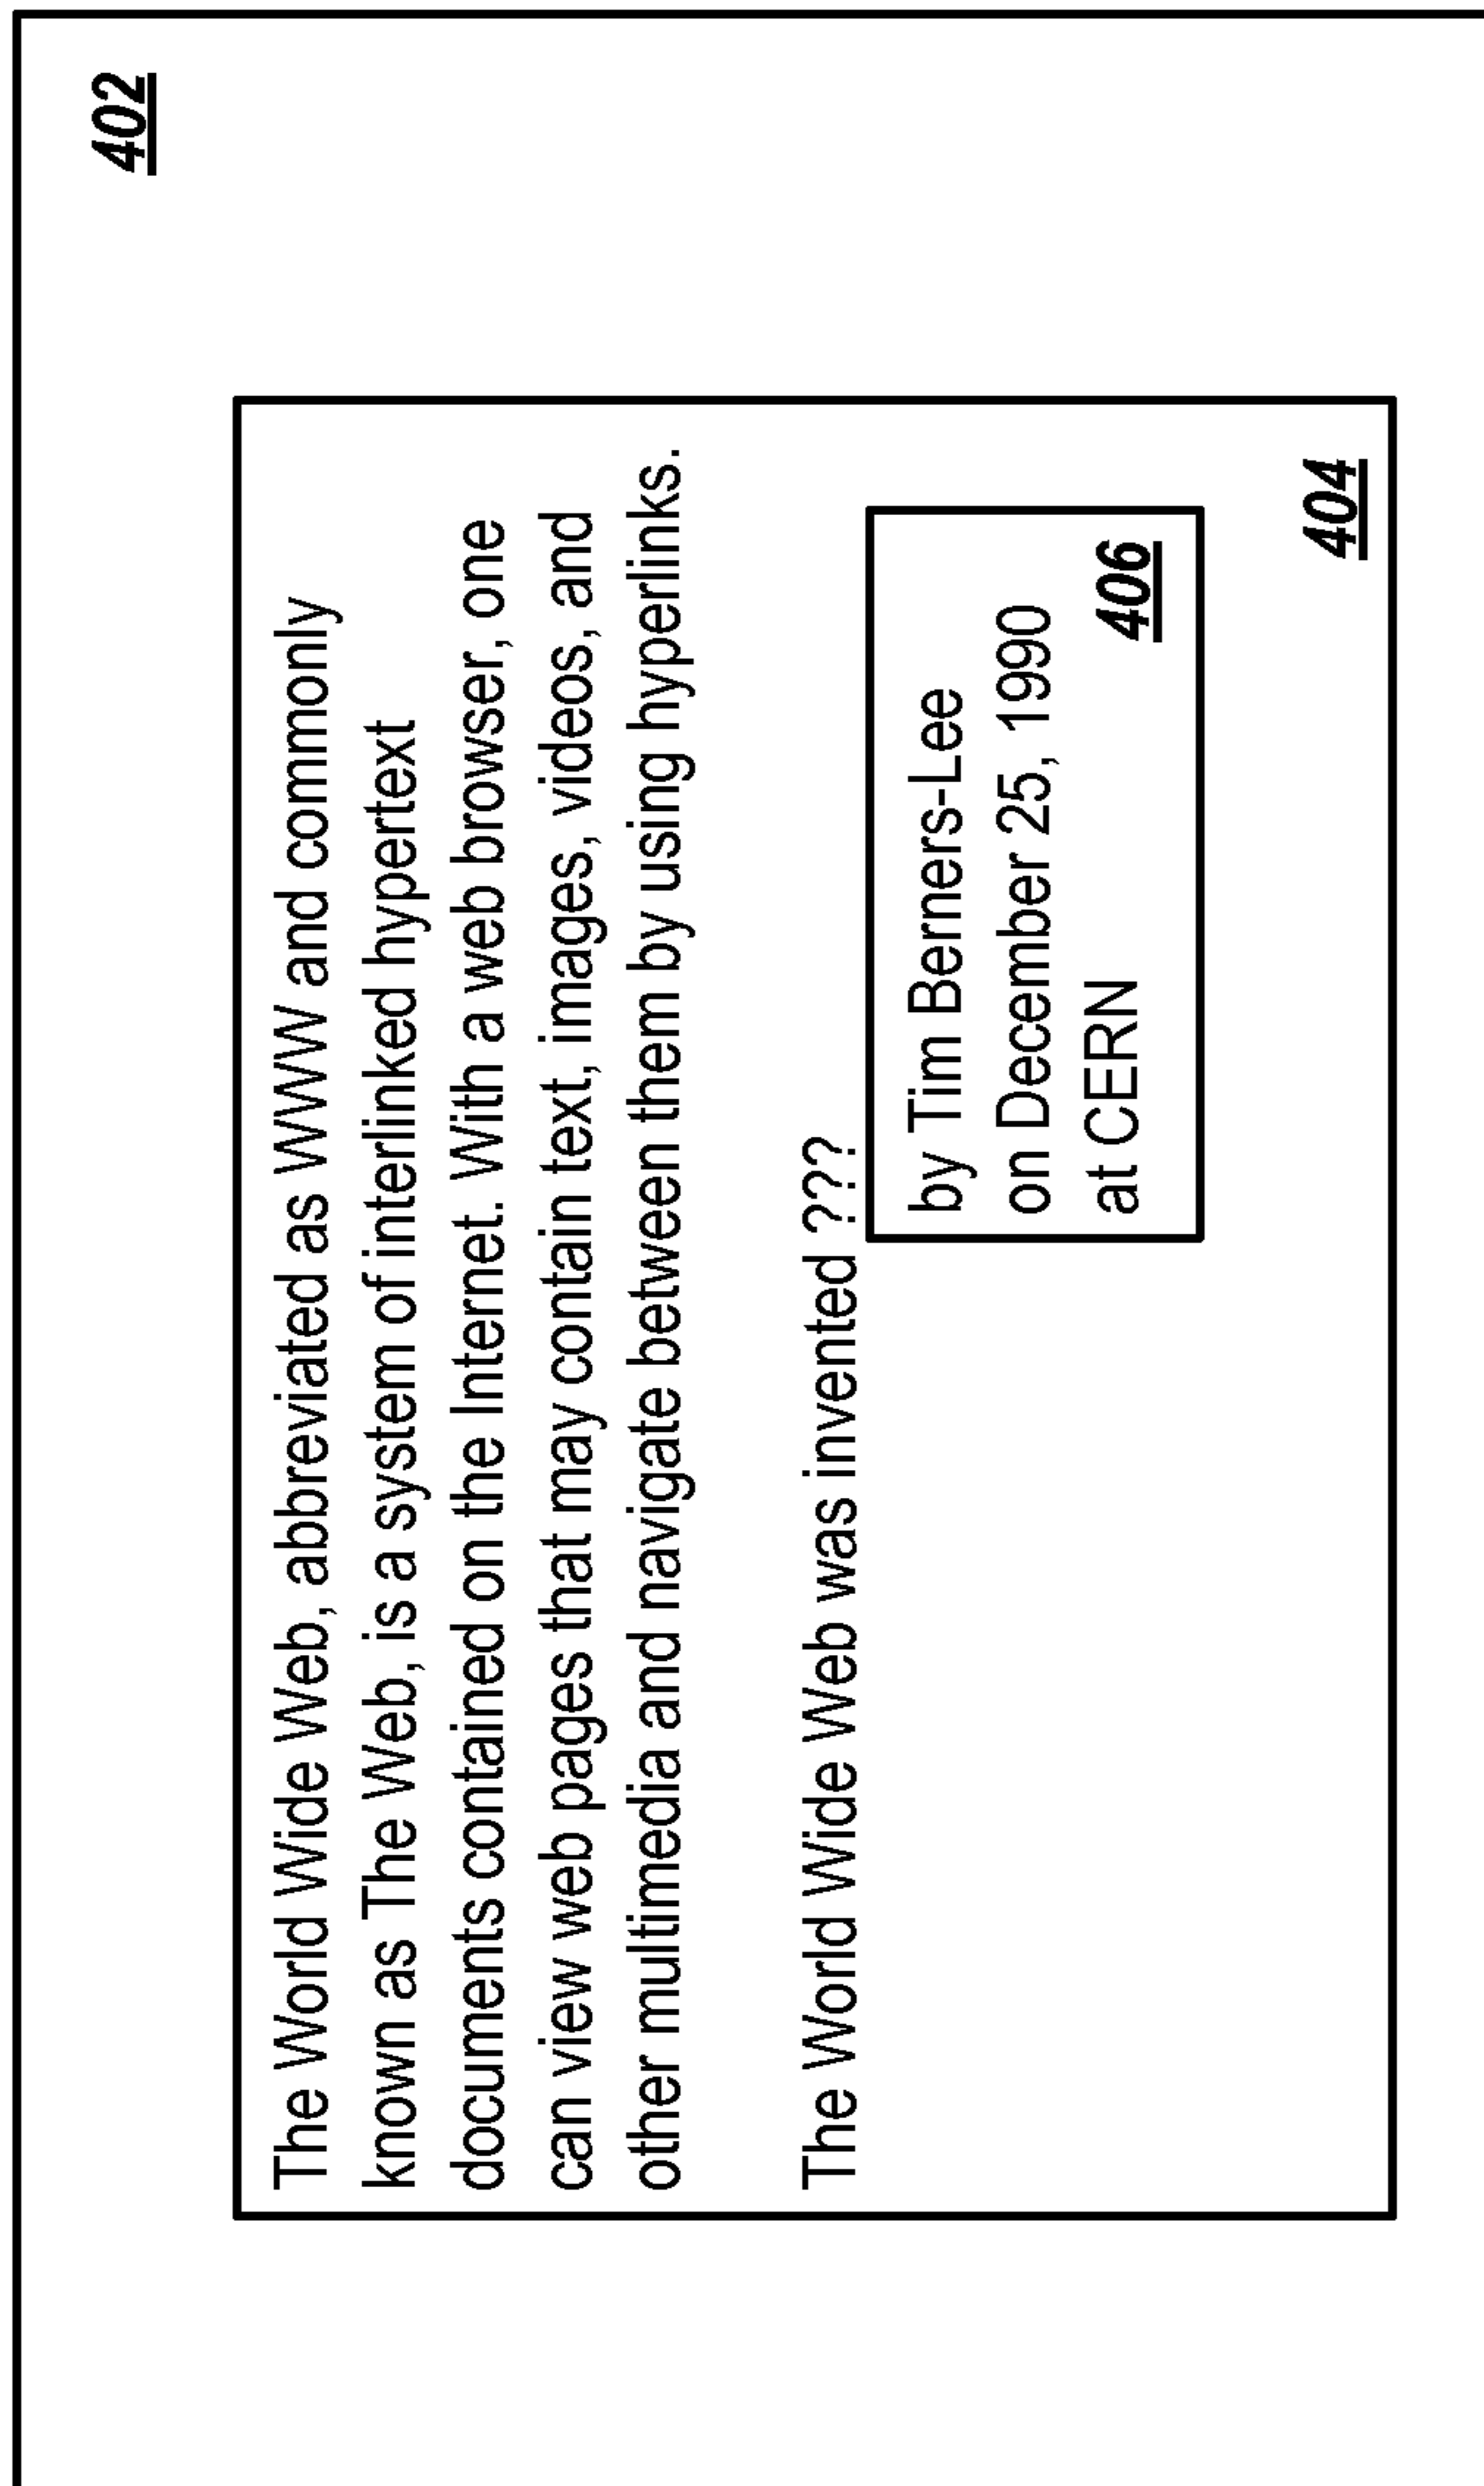 402
The World Wide Web, abbreviated as WWW and commonly
known as The Web, is a system of interlinked hypertext
documents contained on the Internet. With a web browser, one
can view web pages that may contain text, images, videos, and
other multimedia and navigate between them by using hyperlinks.
The World Wide Web was invented ???
by Tim Berners-Lee
on December 25, 1990
at CERN
406
404